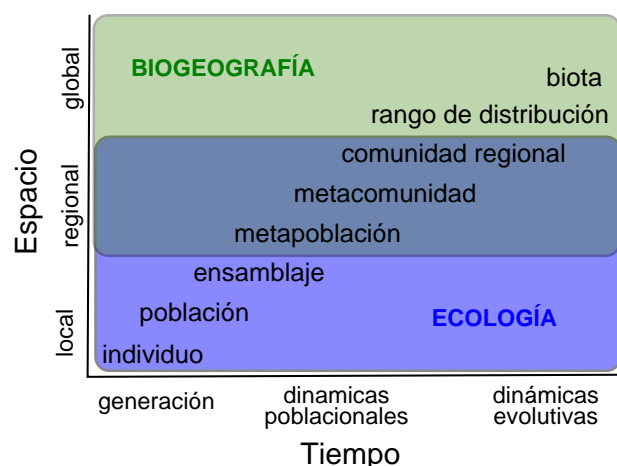 BIOGEOGRAFÍA
biota
rango de distribución
comunidad regional
metacomunidad
metapoblación
ensamblaje
población
ECOLOGÍA
individuo
Espacio
global
regional
local
generación
dinamicas
poblacionales
dinámicas
evolutivas
Tiempo